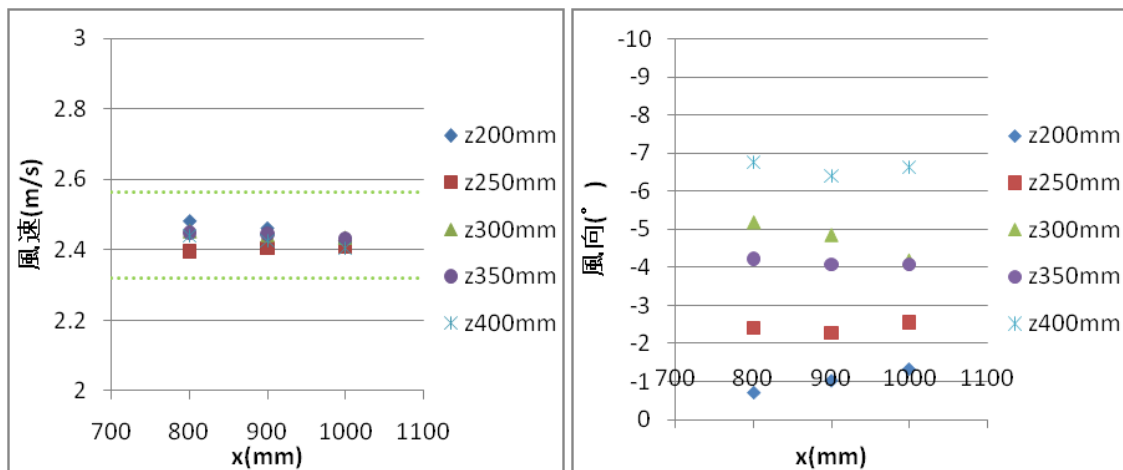 3
2.8
2.6
2.4
2.2
2
700 800 900 1000 1100
x(mm)
風速(m/s)
z200mm
z250mm
z300mm
z350mm
z400mm
-10
-9
-8
-7
-6
-5
-4
-3
-2
-1
0
700 800 900 1000 1100
x(mm)
風向(° )
z200mm
z250mm
z300mm
z350mm
z400mm